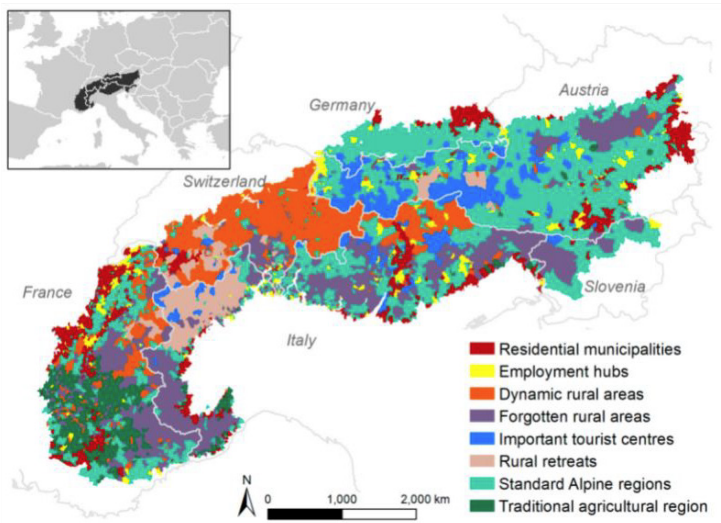 Germany
Austria
Switzerland
France
Italy
Slovenia
Residential municipalities
Employment hubs
Dynamic rural areas
Forgotten rural areas
Important tourist centres
Rural retreats
Standard Alpine regions
Traditional agricultural region
N
0 1,000 2,000 km